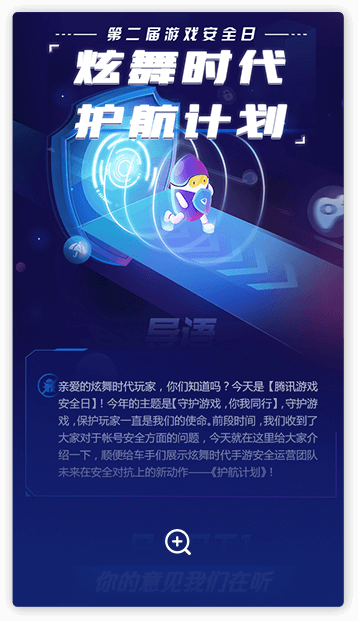 第二届游戏安全日
炫舞时代
护航计划
导语
亲爱的炫舞时代玩家，你们知道吗？今天是【腾讯游戏
安全日】！今年的主题是【守护游戏，你我同行】，守护游
戏，保护玩家一直是我们的使命。前段时间，我们收到了
大家对于帐号安全方面的问题，今天就在这里给大家介
绍一下，顺便给车手们展示炫舞时代手游安全运营团队
未来在安全对抗上的新动作——《护航计划》！
你的意见我们在听